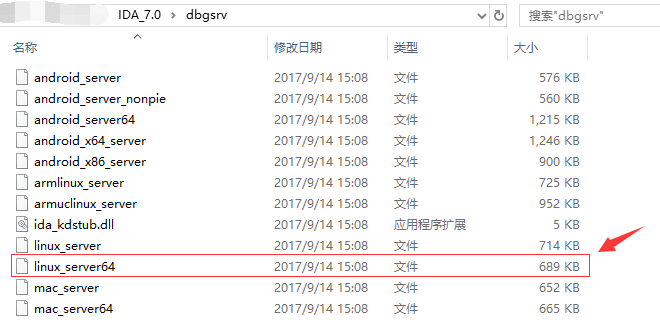 IDA_7.0 › dbgsrv 搜索"dbgsrv"
名称 修改日期 类型 大小
android_server 2017/9/14 15:08 文件 576 KB
android_server_nonpie 2017/9/14 15:08 文件 560 KB
android_server64 2017/9/14 15:08 文件 1,215 KB
android_x64_server 2017/9/14 15:08 文件 1,246 KB
android_x86_server 2017/9/14 15:08 文件 900 KB
armlinux_server 2017/9/14 15:08 文件 725 KB
armuclinux_server 2017/9/14 15:08 文件 952 KB
ida_kdstub.dll 2017/9/14 15:08 应用程序扩展 5 KB
linux_server 2017/9/14 15:08 文件 714 KB
linux_server64 2017/9/14 15:08 文件 689 KB
mac_server 2017/9/14 15:08 文件 652 KB
mac_server64 2017/9/14 15:08 文件 665 KB